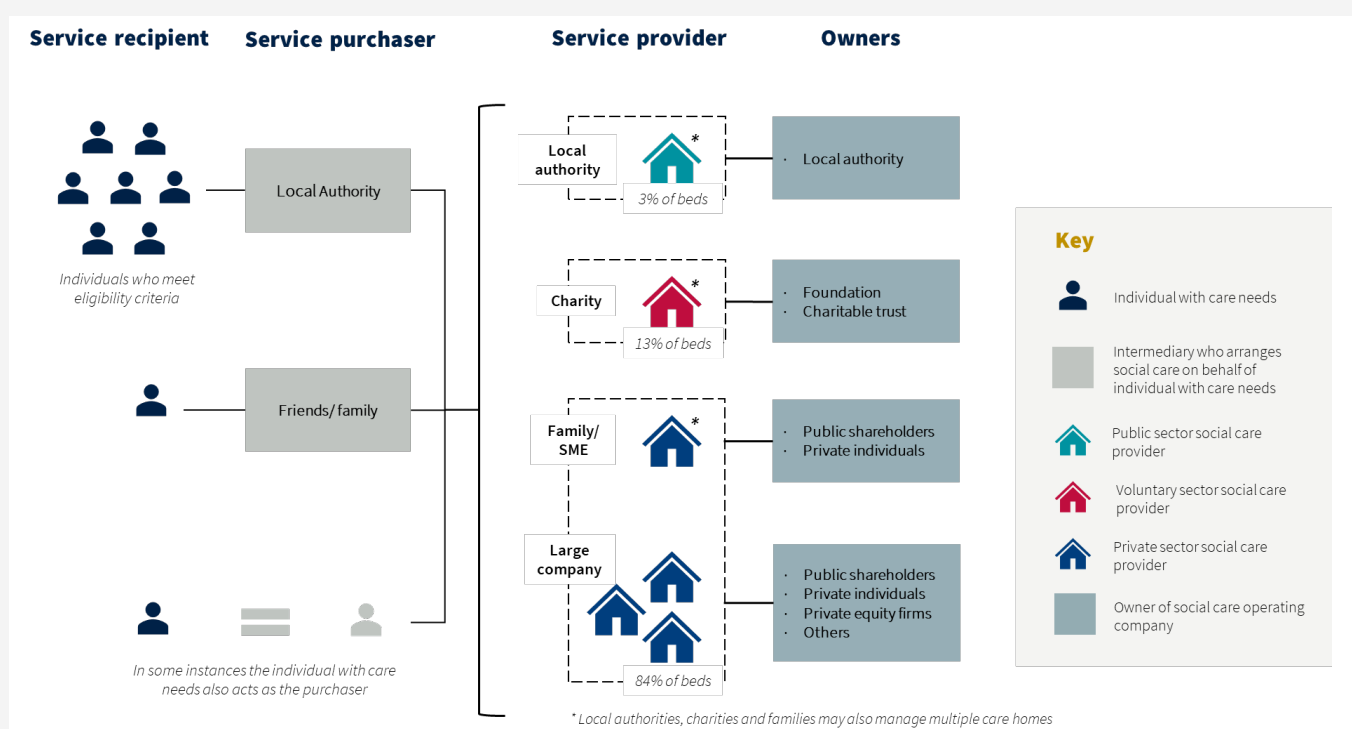 Service recipient
Service purchaser
Service provider
Owners
Individuals who meet
eligibility criteria
Local Authority
Friends/ family
In some instances the individual with care
needs also acts as the purchaser
Local
authority
*
3% of beds
· Local authority
Charity
*
13% of beds
· Foundation
· Charitable trust
Family/
SME
*
· Public shareholders
· Private individuals
Large
company
84% of beds
· Public shareholders
· Private individuals
· Private equity firms
· Others
* Local authorities, charities and families may also manage multiple care homes
Key
Individual with care needs
Intermediary who arranges
social care on behalf of
individual with care needs
Public sector social care
provider
Voluntary sector social care
provider
Private sector social care
provider
Owner of social care operating
company